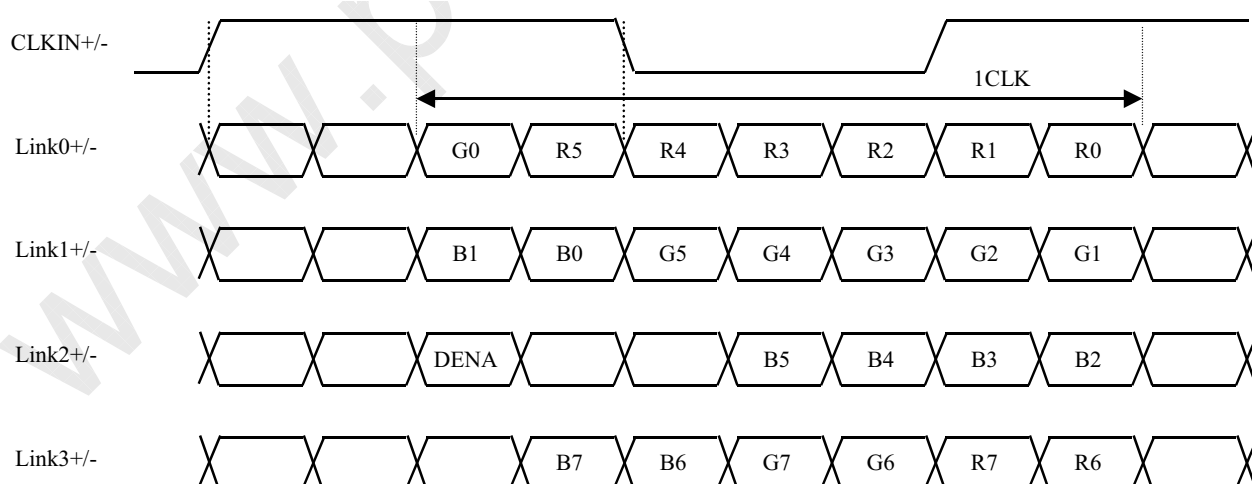 CLKIN+/-
1CLK
Link0+/- G0 R5 R4 R3 R2 R1 R0
Link1+/- B1 B0 G5 G4 G3 G2 G1
Link2+/- DENA B5 B4 B3 B2
Link3+/- B7 B6 G7 G6 R7 R6
www.p